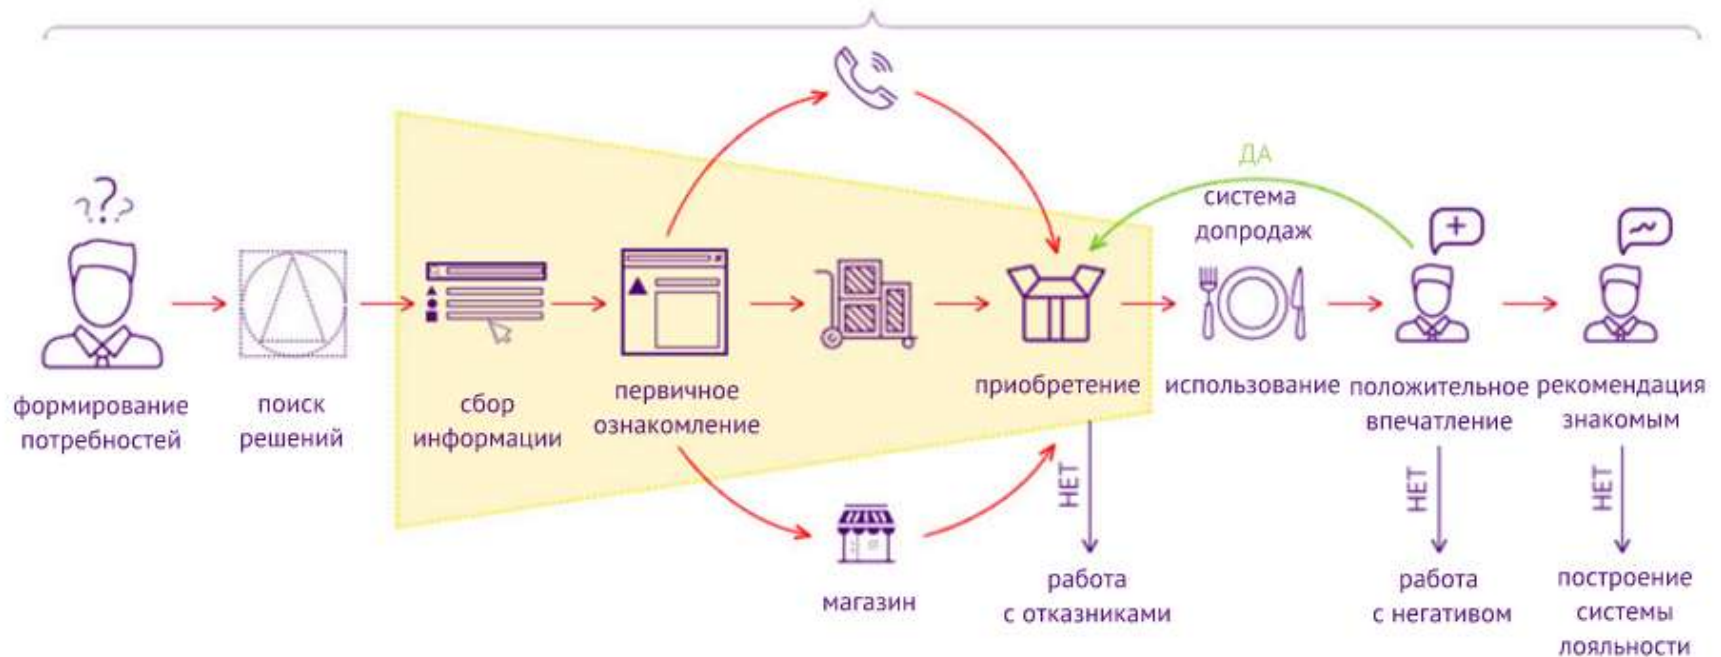 ДА
система
допродаж
формирование
потребностей
поиск
решений
сбор
информации
первичное
ознакомление
приобретение
использование
положительное
впечатление
рекомендация
знакомым
магазин
НЕТ
работа
с отказниками
НЕТ
работа
с негативом
НЕТ
построение
системы
лояльности